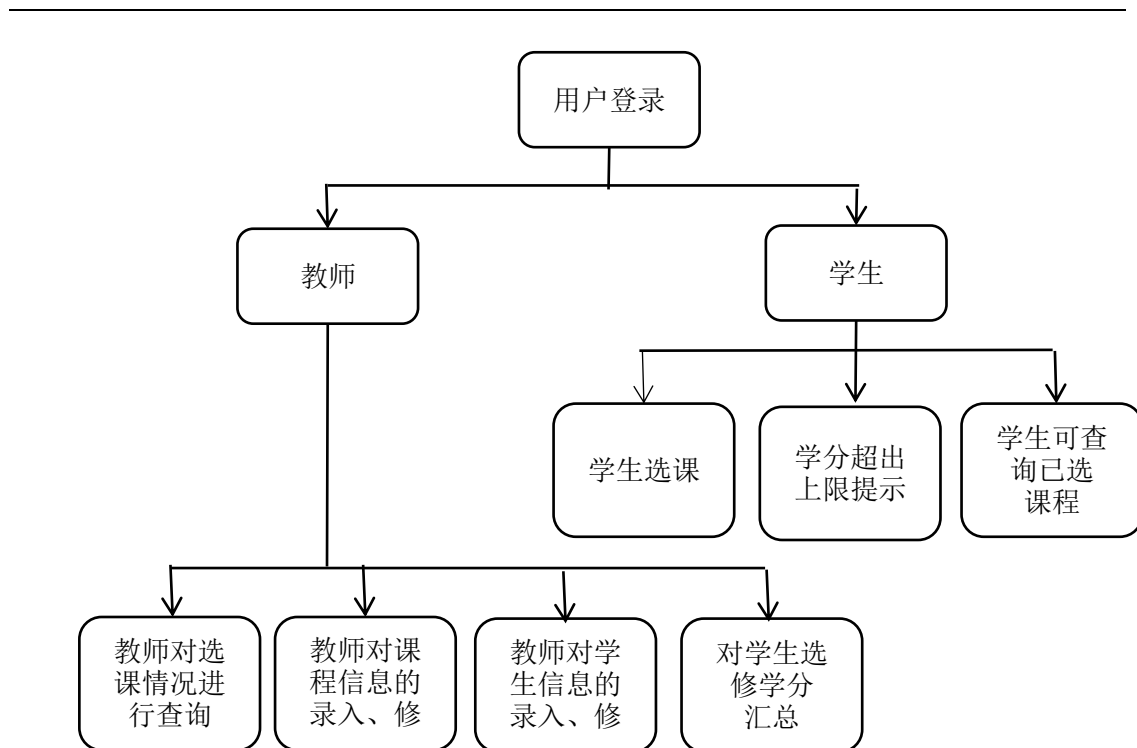 用户登录
教师
学生
学生选课
学分超出
上限提示
学生可查
询已选
课程
教师对选
课情况进
行查询
教师对课
程信息的
录入、修
教师对学
生信息的
录入、修
对学生选
修学分
汇总